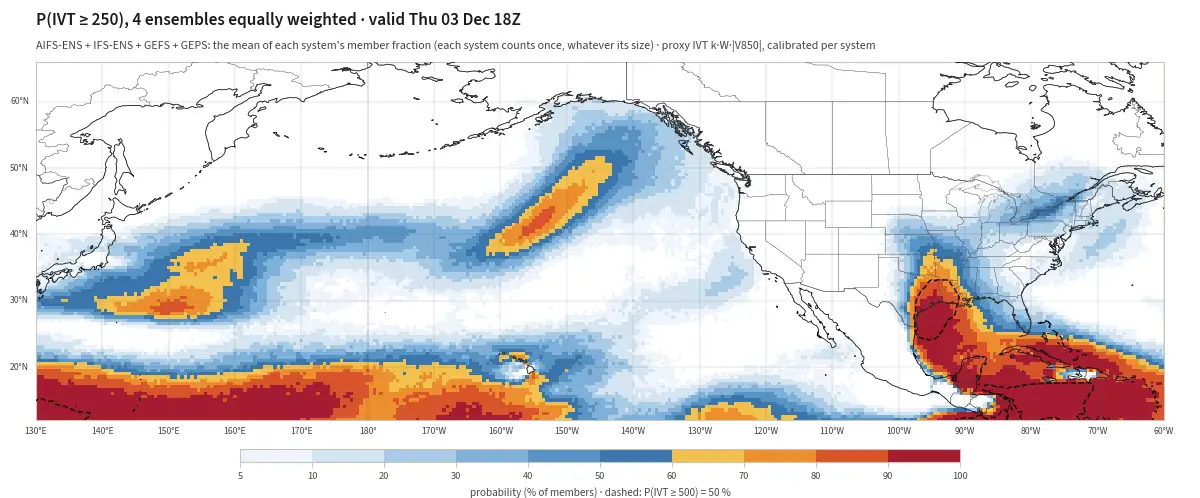 P(IVT ≥ 250), 4 ensembles equally weighted · valid Thu 03 Dec 18Z
AIFS-ENS + IFS-ENS + GEFS + GEPS: the mean of each system's member fraction (each system counts once, whatever its size) · proxy IVT k·W·|V850|, calibrated per system
60°N
50°N
40°N
30°N
20°N
130°E 140°E 150°E 160°E 170°E 180° 170°W 160°W 150°W 140°W 130°W 120°W 110°W 100°W 90°W 80°W 70°W 60°W
5 10 20 30 40 50 60 70 80 90 100
probability (% of members) · dashed: P(IVT ≥ 500) = 50 %